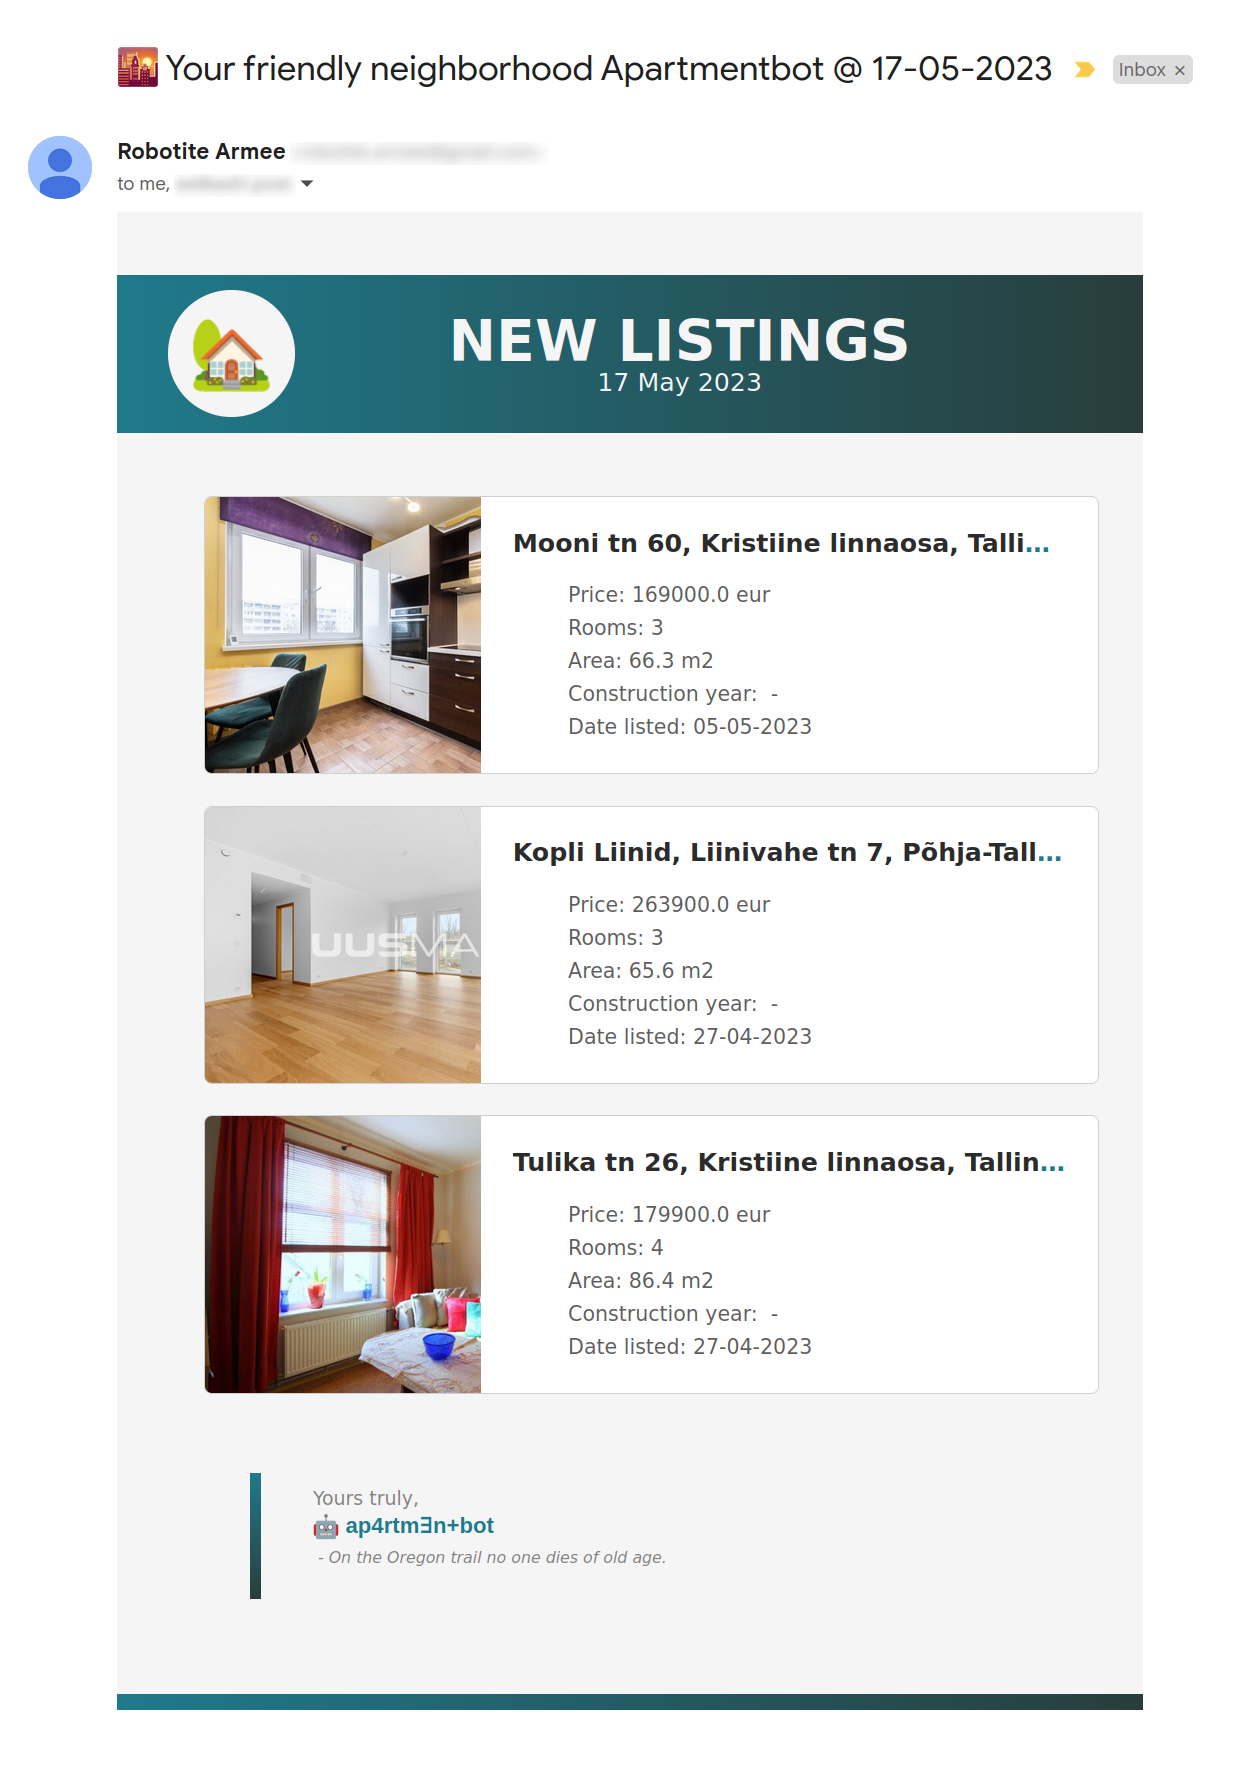 Your friendly neighborhood Apartmentbot @ 17-05-2023 Inbox ×
Robotite Armee
to me,
NEW LISTINGS
17 May 2023
Mooni tn 60, Kristiine linnaosa, Talli...
Price: 169000.0 eur
Rooms: 3
Area: 66.3 m2
Construction year: -
Date listed: 05-05-2023
UUSMA
Kopli Liinid, Liinivahe tn 7, Põhja-Tall...
Price: 263900.0 eur
Rooms: 3
Area: 65.6 m2
Construction year: -
Date listed: 27-04-2023
Tulika tn 26, Kristiine linnaosa, Tallin...
Price: 179900.0 eur
Rooms: 4
Area: 86.4 m2
Construction year: -
Date listed: 27-04-2023
Yours truly,
🤖 ap4rtm∃n+bot
- On the Oregon trail no one dies of old age.